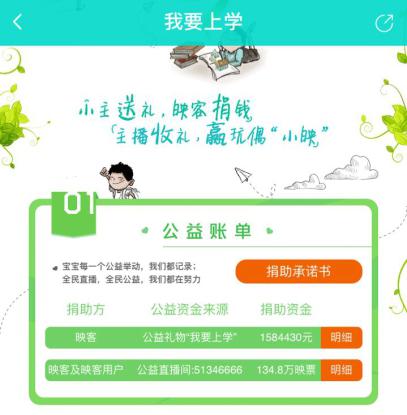 我要上学
小主送礼，映客捐钱
主播收礼，赢玩偶“小映”
01
公益账单
宝宝每一个公益举动，我们都记录；
全民直播，全民公益，我们都在努力
捐助承诺书
捐助方 公益资金来源 捐助资金
映客 公益礼物“我要上学” 1584430元 明细
映客及映客用户 公益直播间:51346666 134.8万映票 明细